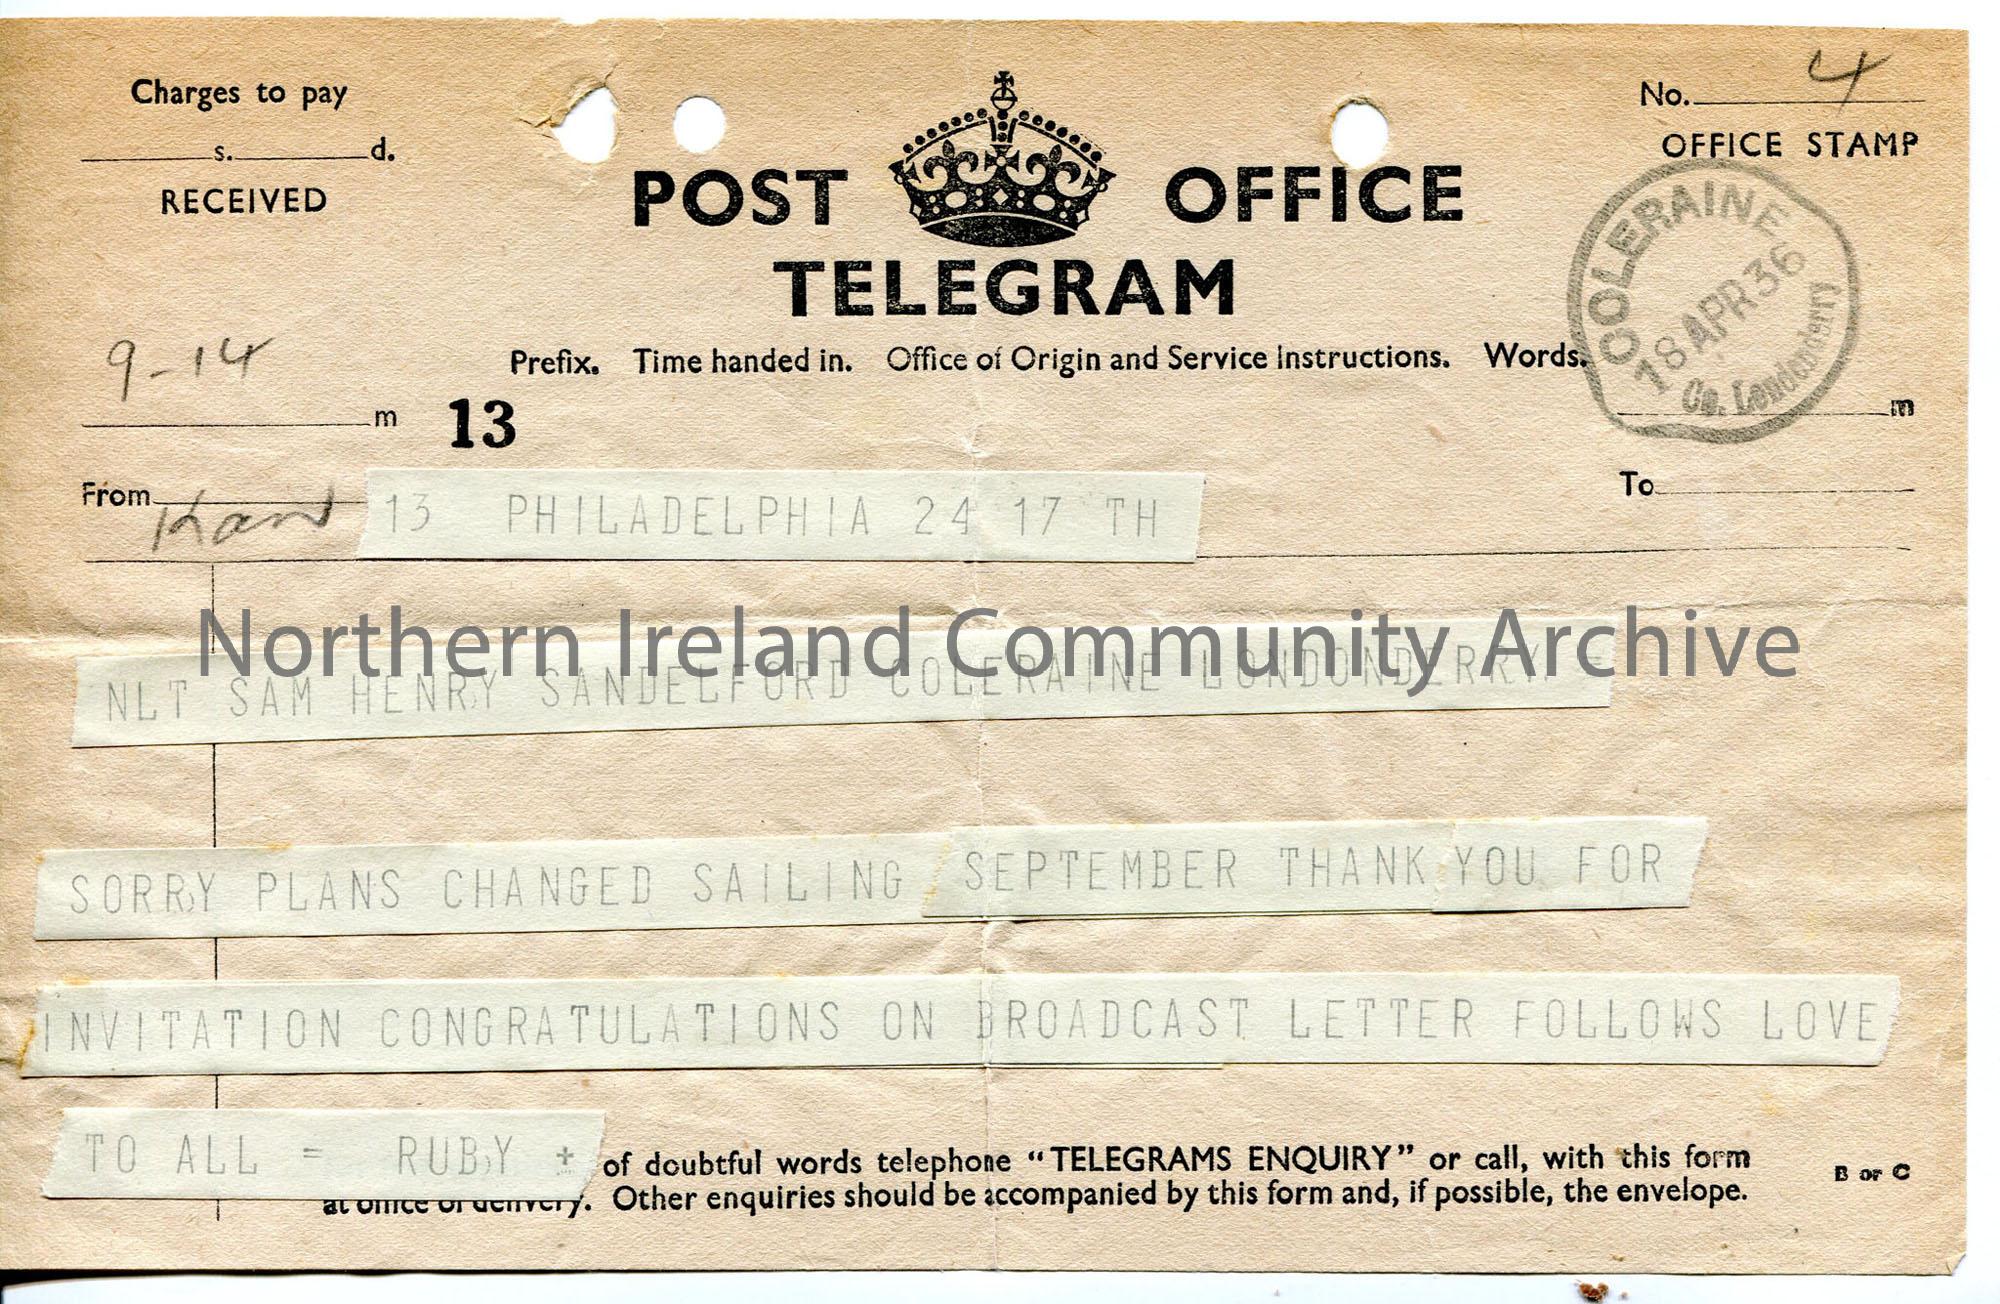 Charges to pay
s. d.
RECEIVED
POST OFFICE
TELEGRAM
No. 4
OFFICE STAMP
COLERAINE
18 APR 36
Co. Londonderry
Prefix. Time handed in. Office of Origin and Service Instructions. Words.
9-14
m 13 m
From To
13 PHILADELPHIA 24 17 TH
Northern Ireland Community Archive
NLT SAM HENRY SANDELFORD COLERAINE LONDONDERRY =
SORRY PLANS CHANGED SAILING SEPTEMBER THANK YOU FOR
INVITATION CONGRATULATIONS ON BROADCAST LETTER FOLLOWS LOVE
TO ALL = RUBY +
of doubtful words telephone “TELEGRAMS ENQUIRY” or call, with this form
at office of delivery. Other enquiries should be accompanied by this form and, if possible, the envelope.
B or C